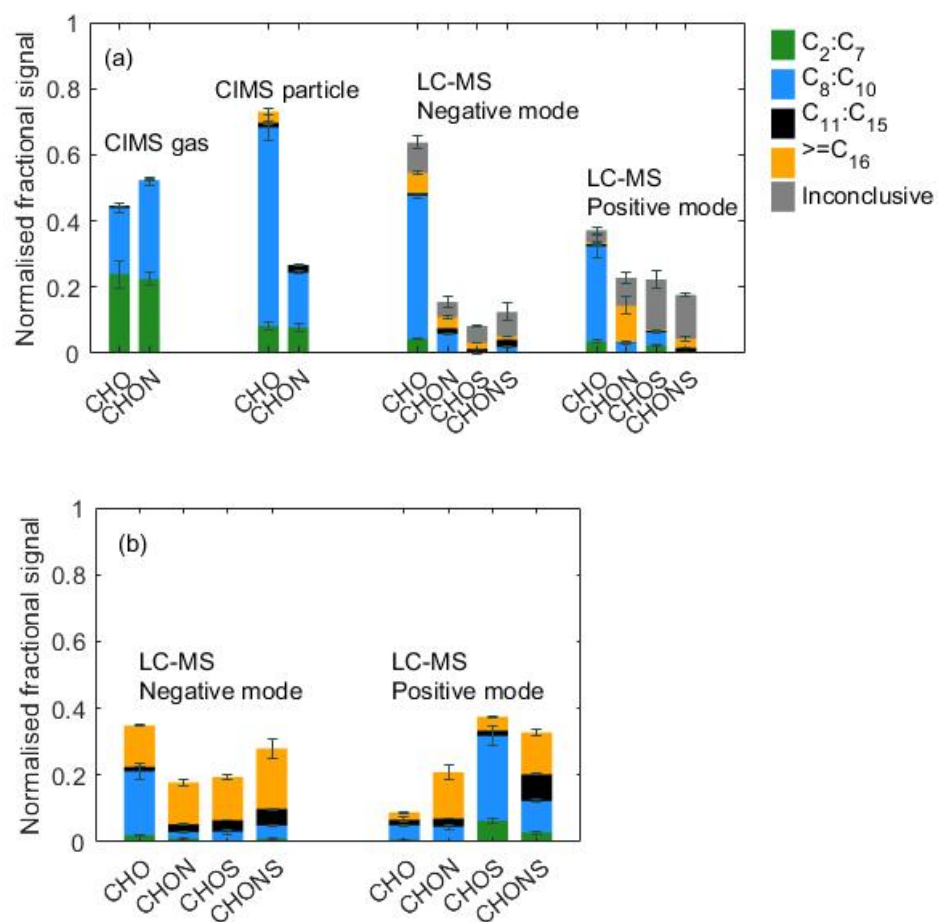 1
0.8
0.6
0.4
0.2
0
Normalised fractional signal
(a)
CIMS gas
CIMS particle
LC-MS
Negative mode
LC-MS
Positive mode
CHO
CHON
CHO
CHON
CHO
CHON
CHOS
CHONS
CHO
CHON
CHOS
CHONS
C2:C7
C8:C10
C11:C15
>=C16
Inconclusive
1
0.8
0.6
0.4
0.2
0
Normalised fractional signal
(b)
LC-MS
Negative mode
LC-MS
Positive mode
CHO
CHON
CHOS
CHONS
CHO
CHON
CHOS
CHONS